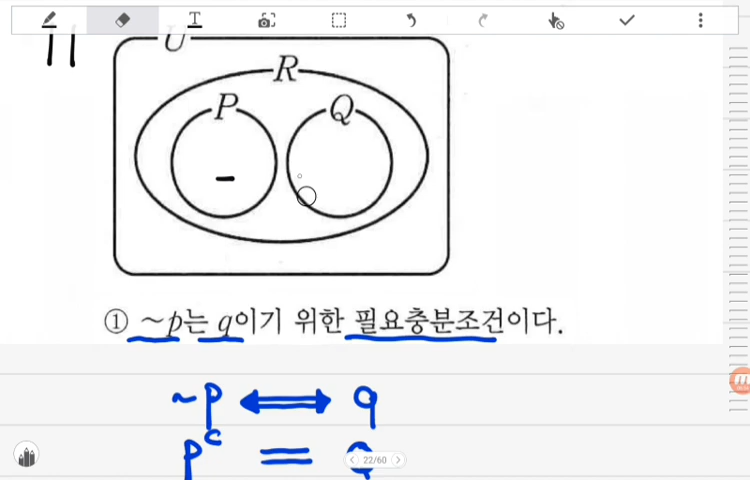 11
U
R
P Q
① ~p는 q이기 위한 필요충분조건이다.
~p ⟷ q
Pᶜ = Q
22/60